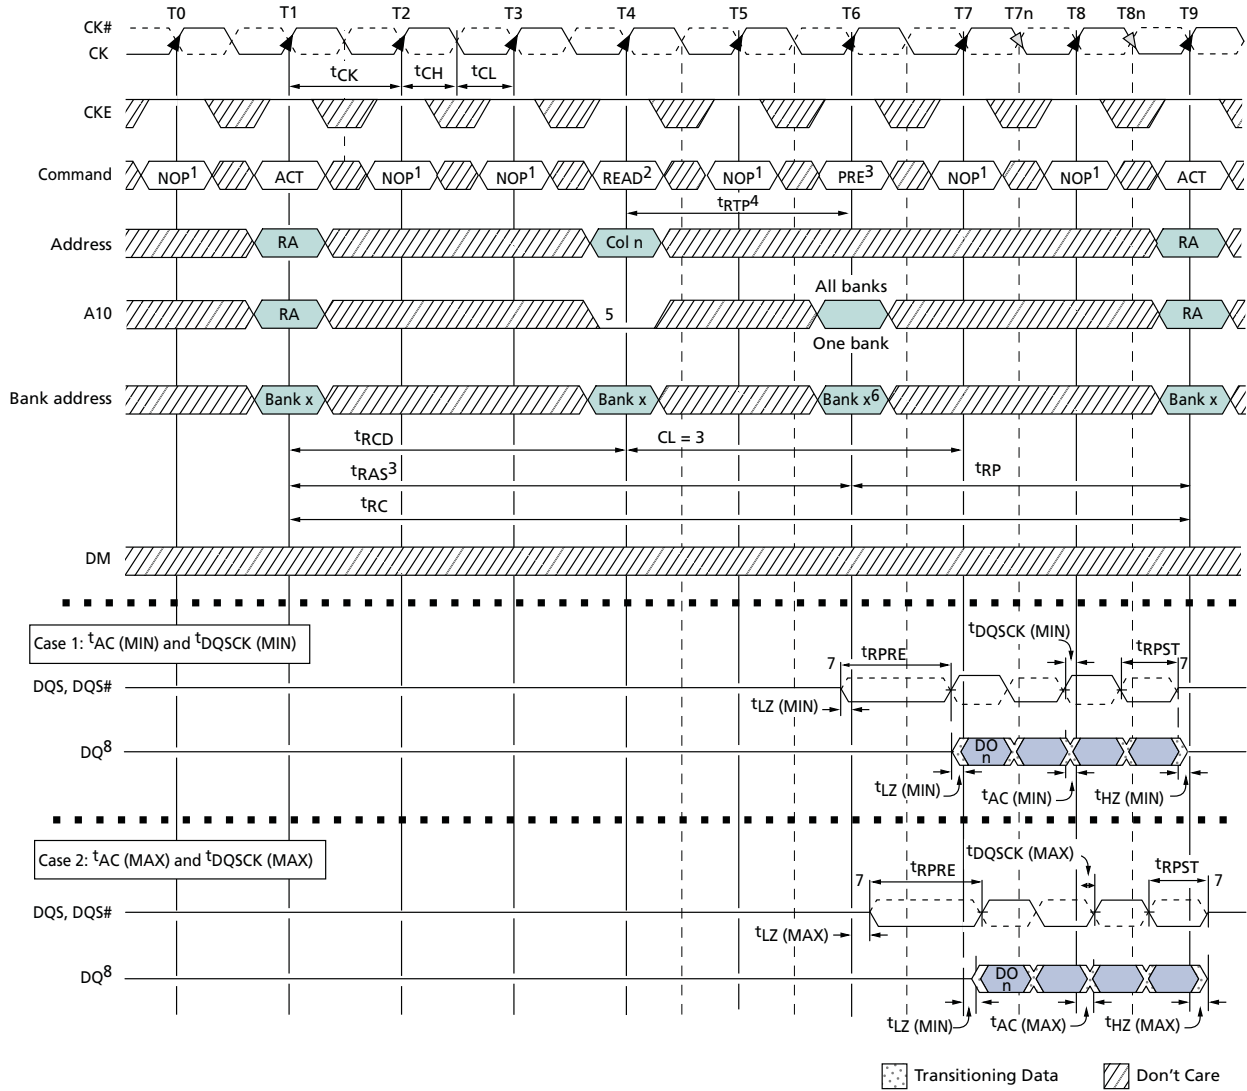 T0 T1 T2 T3 T4 T5 T6 T7 T7n T8 T8n T9
CK#
CK
tCK tCH tCL
CKE
Command NOP1 ACT NOP1 NOP1 READ2 NOP1 PRE3 NOP1 NOP1 ACT
tRTP4
Address RA Col n RA
All banks
A10 RA 5 RA
One bank
Bank address Bank x Bank x Bank x6 Bank x
tRCD CL = 3
tRAS3 tRP
tRC
DM
Case 1: tAC (MIN) and tDQSCK (MIN)
tDQSCK (MIN)
7 tRPRE tRPST 7
DQS, DQS#
tLZ (MIN)
DQ8 DO n
tLZ (MIN) tAC (MIN) tHZ (MIN)
Case 2: tAC (MAX) and tDQSCK (MAX)
tDQSCK (MAX)
7 tRPRE tRPST 7
DQS, DQS#
tLZ (MAX)
DQ8 DO n
tLZ (MIN) tAC (MAX) tHZ (MAX)
Transitioning Data Don't Care